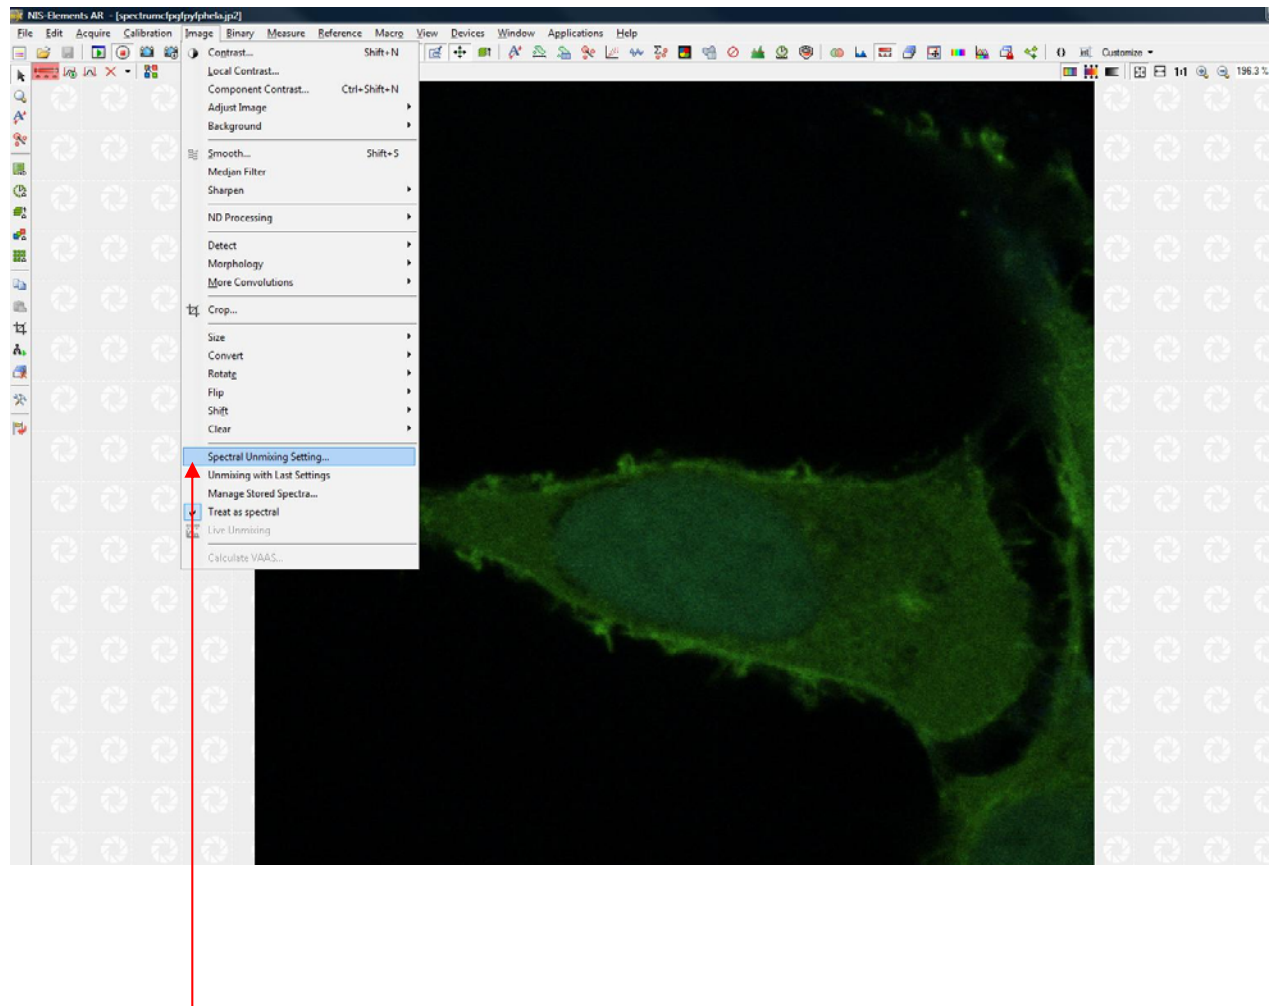 NIS-Elements AR - [spectrumcfpgfpyfphela.jp2]
File Edit Acquire Calibration Image Binary Measure Reference Macro View Devices Window Applications Help
Contrast... Shift+N
Customize
Local Contrast...
1:1 196.3 %
Component Contrast... Ctrl+Shift+N
Adjust Image
Background
Smooth... Shift+S
Median Filter
Sharpen
ND Processing
Detect
Morphology
More Convolutions
Crop...
Size
Convert
Rotate
Flip
Shift
Clear
Spectral Unmixing Setting...
Unmixing with Last Settings
Manage Stored Spectra...
Treat as spectral
Live Unmixing
Calculate VAAS...